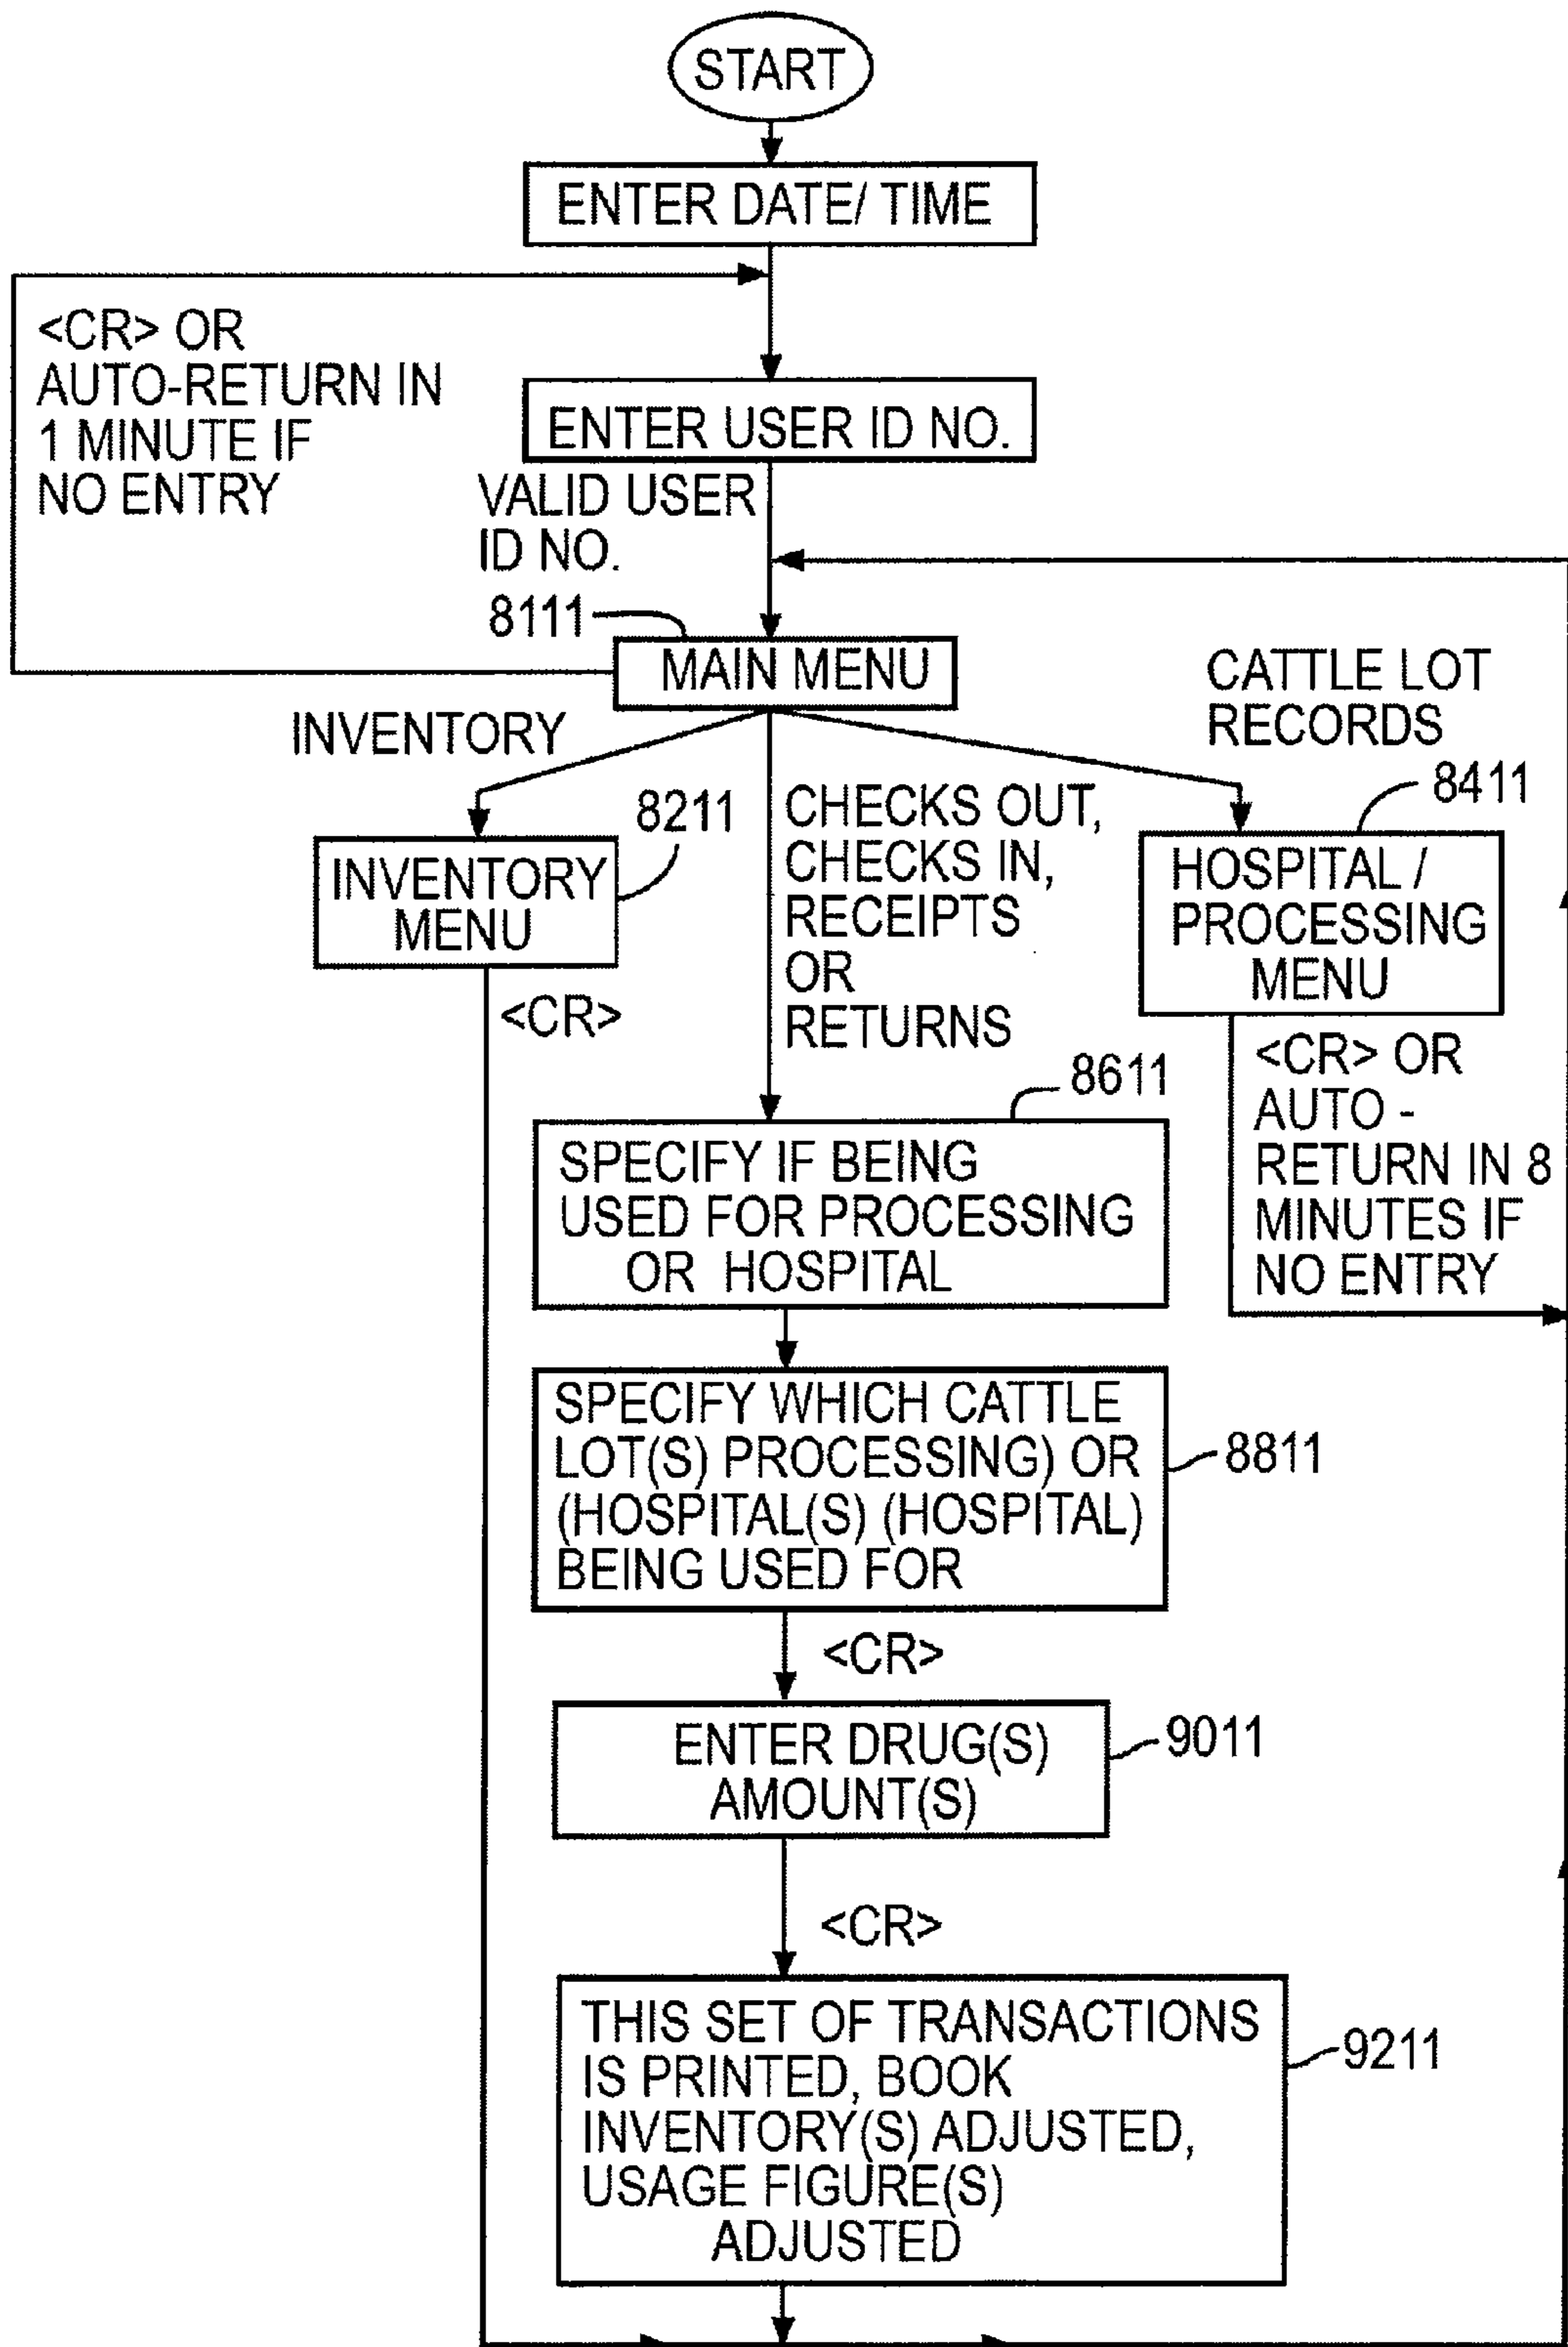 START
ENTER DATE/ TIME
<CR> OR
AUTO-RETURN IN
1 MINUTE IF
NO ENTRY
ENTER USER ID NO.
VALID USER
ID NO.
8111
MAIN MENU
INVENTORY
CATTLE LOT
RECORDS
8211
8411
INVENTORY
MENU
<CR>
CHECKS OUT,
CHECKS IN,
RECEIPTS
OR
RETURNS
HOSPITAL /
PROCESSING
MENU
<CR> OR
AUTO -
RETURN IN 8
MINUTES IF
NO ENTRY
8611
SPECIFY IF BEING
USED FOR PROCESSING
OR HOSPITAL
SPECIFY WHICH CATTLE
LOT(S) PROCESSING) OR
(HOSPITAL(S) (HOSPITAL)
BEING USED FOR
8811
<CR>
ENTER DRUG(S)
AMOUNT(S)
9011
<CR>
THIS SET OF TRANSACTIONS
IS PRINTED, BOOK
INVENTORY(S) ADJUSTED,
USAGE FIGURE(S)
ADJUSTED
9211